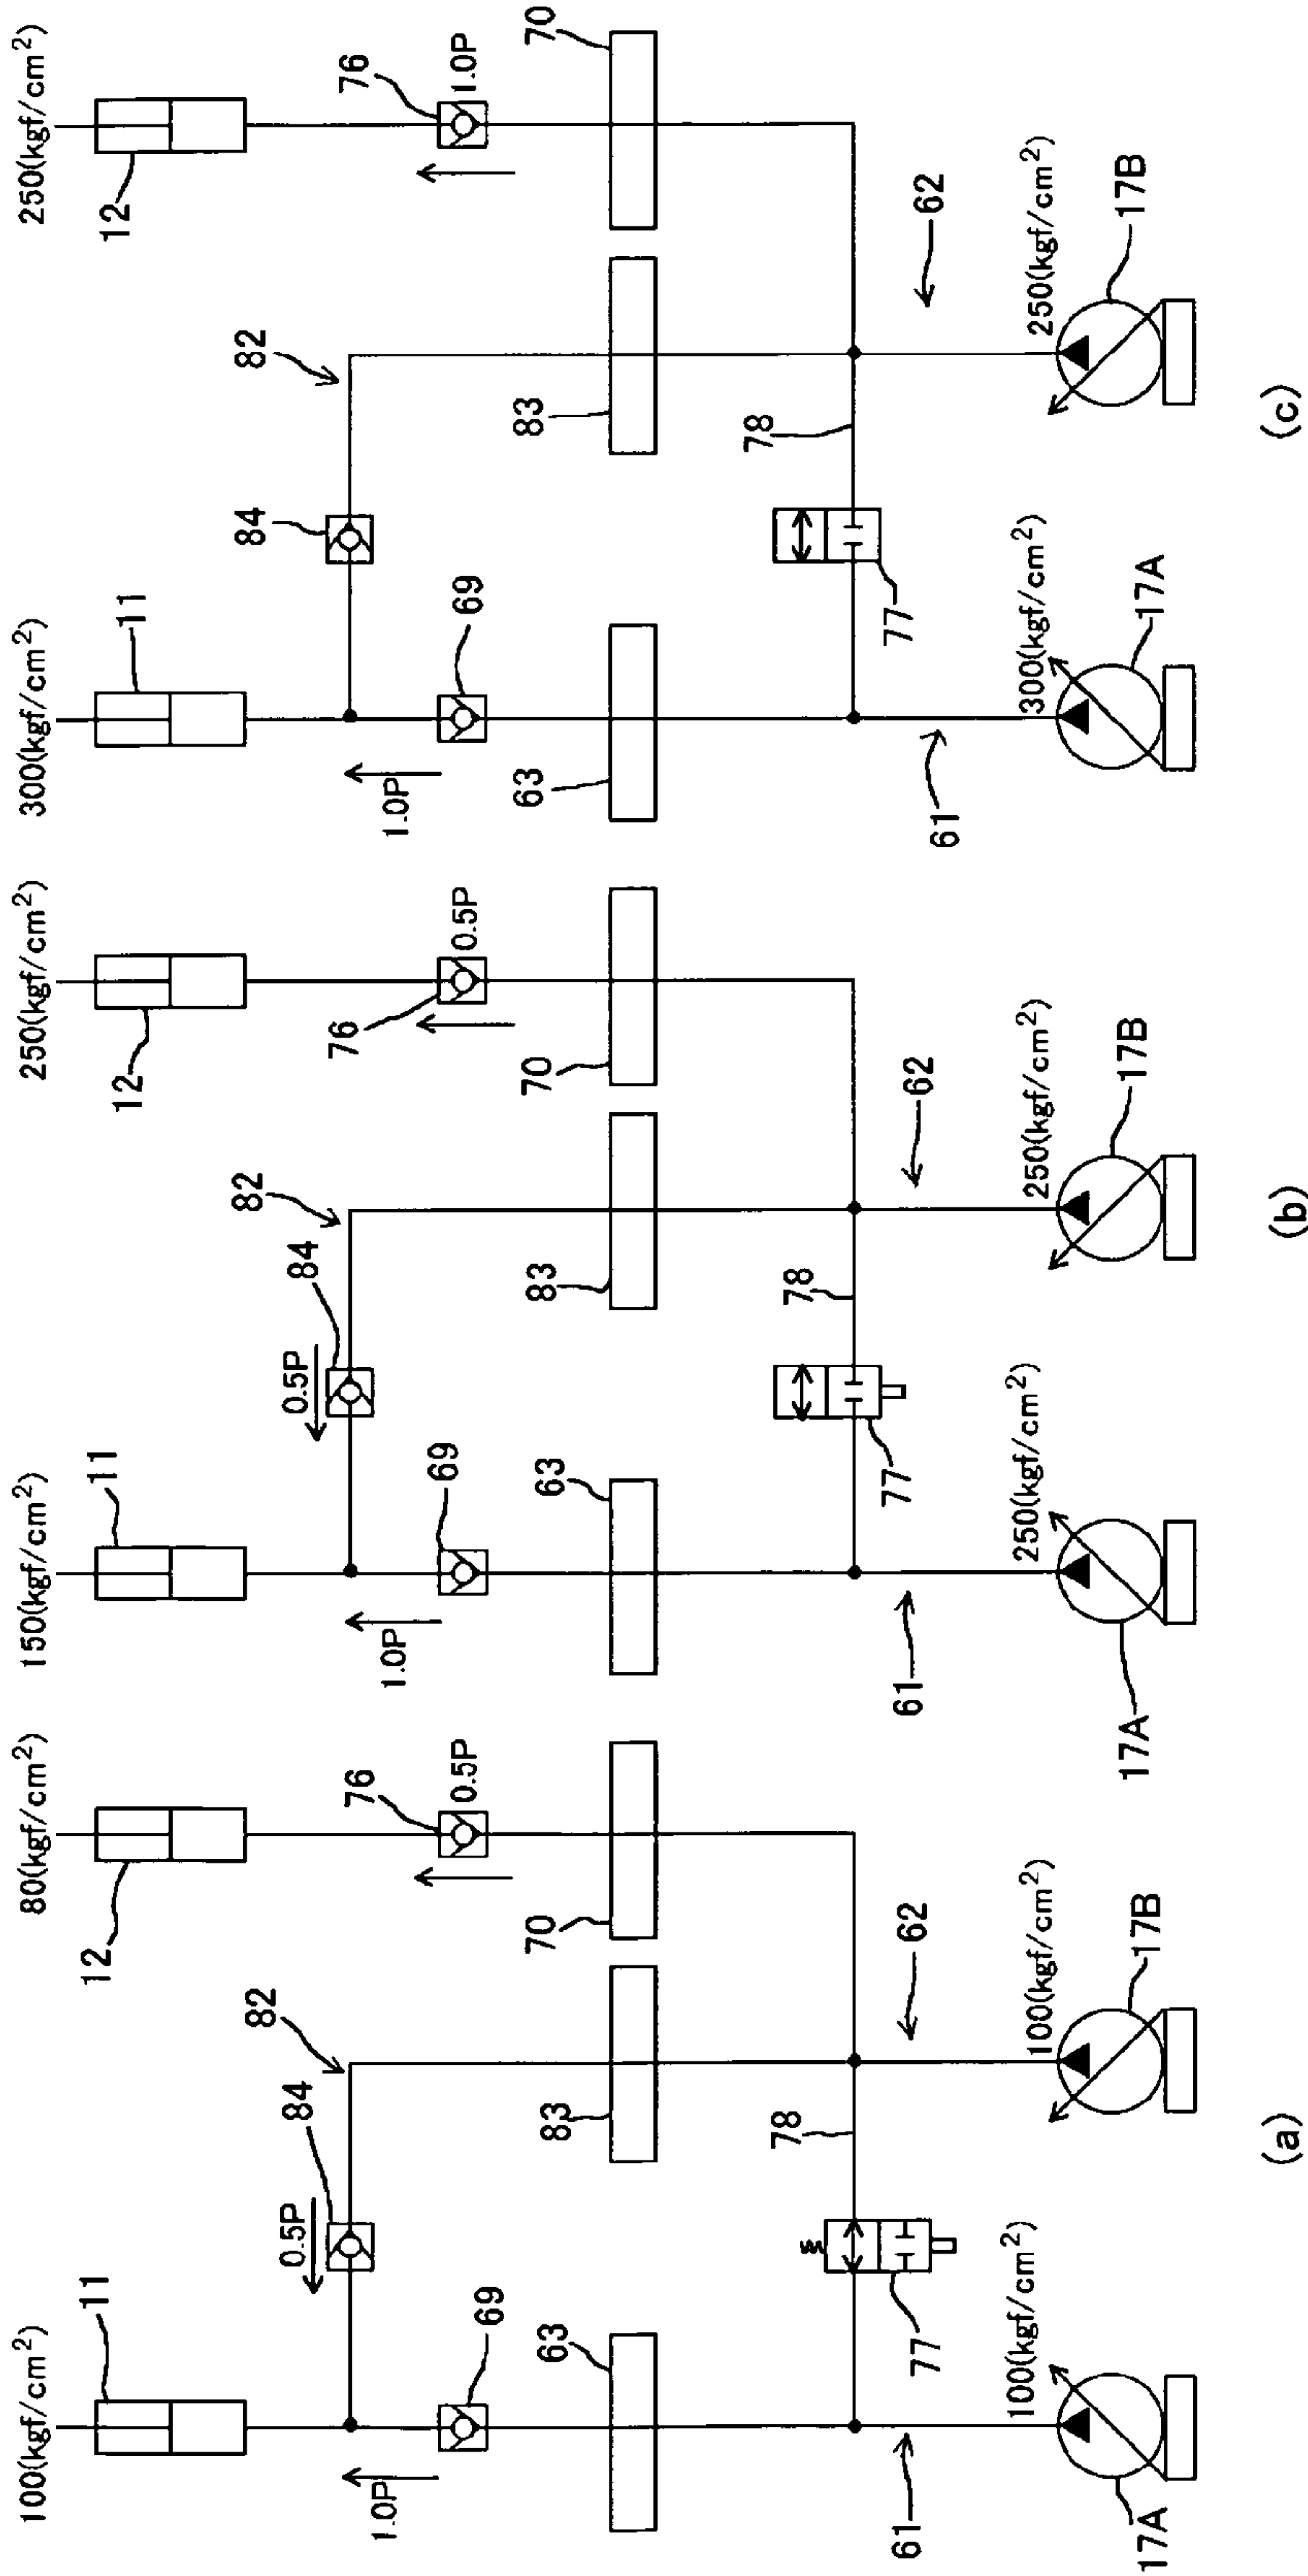 100(kgf/cm²)
80(kgf/cm²)
11
12
82
84
0.5P
76
0.5P
69
1.0P
63
83
70
78
77
61
62
100(kgf/cm²)
100(kgf/cm²)
17A
17B
(a)
150(kgf/cm²)
250(kgf/cm²)
11
12
82
84
0.5P
76
0.5P
69
1.0P
63
83
70
78
77
61
62
250(kgf/cm²)
250(kgf/cm²)
17A
17B
(b)
300(kgf/cm²)
250(kgf/cm²)
11
12
82
84
76
1.0P
69
1.0P
63
83
70
78
77
61
62
300(kgf/cm²)
250(kgf/cm²)
17A
17B
(c)